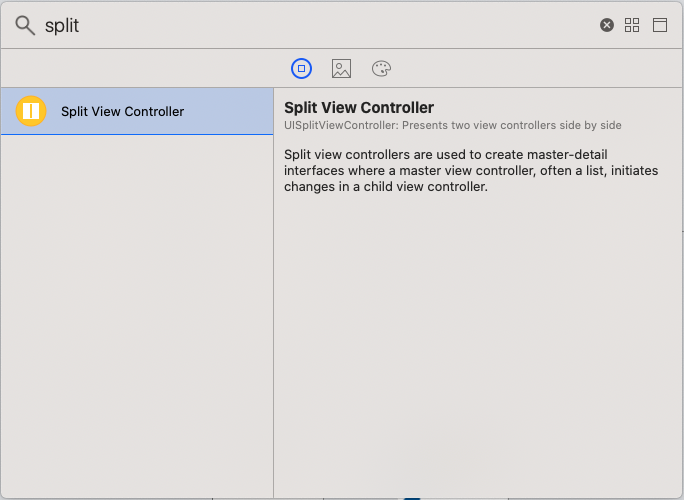 split
Split View Controller
Split View Controller
UISplitViewController: Presents two view controllers side by side
Split view controllers are used to create master-detail
interfaces where a master view controller, often a list, initiates
changes in a child view controller.